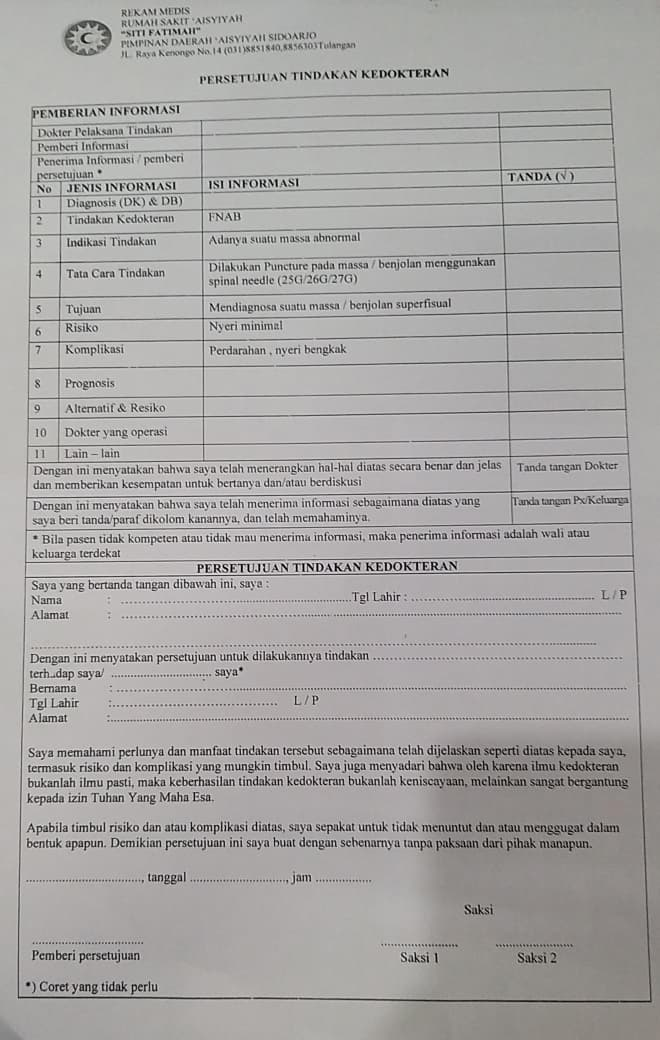 REKAM MEDIS
RUMAH SAKIT 'AISYIYAH
"SITI FATIMAH"
PIMPINAN DAERAH 'AISYIYAH SIDOARJO
JL. Raya Kenongo No.14 (031)8851840,8856303Tulangan
PERSETUJUAN TINDAKAN KEDOKTERAN
PEMBERIAN INFORMASI
Dokter Pelaksana Tindakan
Pemberi Informasi
Penerima Informasi / pemberi
persetujuan *
No JENIS INFORMASI ISI INFORMASI TANDA (√)
1 Diagnosis (DK) & DB)
2 Tindakan Kedokteran FNAB
3 Indikasi Tindakan Adanya suatu massa abnormal
4 Tata Cara Tindakan Dilakukan Puncture pada massa / benjolan menggunakan
spinal needle (25G/26G/27G)
5 Tujuan Mendiagnosa suatu massa / benjolan superfisual
6 Risiko Nyeri minimal
7 Komplikasi Perdarahan , nyeri bengkak
8 Prognosis
9 Alternatif & Resiko
10 Dokter yang operasi
11 Lain – lain
Dengan ini menyatakan bahwa saya telah menerangkan hal-hal diatas secara benar dan jelas Tanda tangan Dokter
dan memberikan kesempatan untuk bertanya dan/atau berdiskusi
Dengan ini menyatakan bahwa saya telah menerima informasi sebagaimana diatas yang Tanda tangan Px/Keluarga
saya beri tanda/paraf dikolom kanannya, dan telah memahaminya.
* Bila pasen tidak kompeten atau tidak mau menerima informasi, maka penerima informasi adalah wali atau
keluarga terdekat
PERSETUJUAN TINDAKAN KEDOKTERAN
Saya yang bertanda tangan dibawah ini, saya :
Nama : ........................................ Tgl Lahir : ........................................ L / P
Alamat : ........................................
........................................
Dengan ini menyatakan persetujuan untuk dilakukannya tindakan ........................................
terhadap saya/ .............................. saya*
Bernama : ........................................
Tgl Lahir : ........................................ L / P
Alamat : ........................................
Saya memahami perlunya dan manfaat tindakan tersebut sebagaimana telah dijelaskan seperti diatas kepada saya,
termasuk risiko dan komplikasi yang mungkin timbul. Saya juga menyadari bahwa oleh karena ilmu kedokteran
bukanlah ilmu pasti, maka keberhasilan tindakan kedokteran bukanlah keniscayaan, melainkan sangat bergantung
kepada izin Tuhan Yang Maha Esa.
Apabila timbul risiko dan atau komplikasi diatas, saya sepakat untuk tidak menuntut dan atau menggugat dalam
bentuk apapun. Demikian persetujuan ini saya buat dengan sebenarnya tanpa paksaan dari pihak manapun.
........................................, tanggal ............................., jam .................
Saksi
................................ ...................... ......................
Pemberi persetujuan Saksi 1 Saksi 2
*) Coret yang tidak perlu